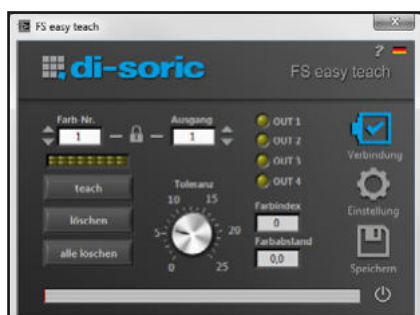 FS easy teach
x
?
di-soric
FS easy teach
Farb-Nr.
Ausgang
1
1
OUT 1
OUT 2
OUT 3
OUT 4
Verbindung
teach
löschen
alle löschen
Toleranz
0
5
10
15
20
25
Farbindex
0
Farbabstand
0,0
Einstellung
Speichern